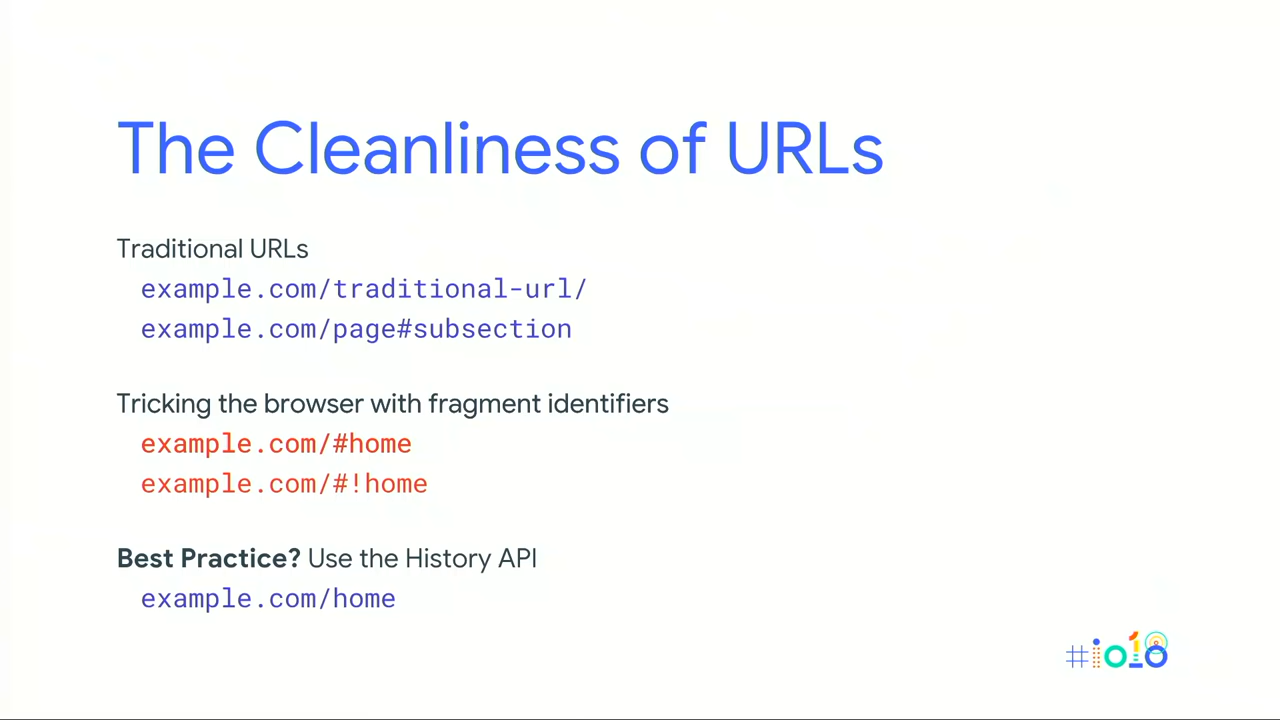 The Cleanliness of URLs
Traditional URLs
example.com/traditional-url/
example.com/page#subsection
Tricking the browser with fragment identifiers
example.com/#home
example.com/#!home
Best Practice? Use the History API
example.com/home
#io18